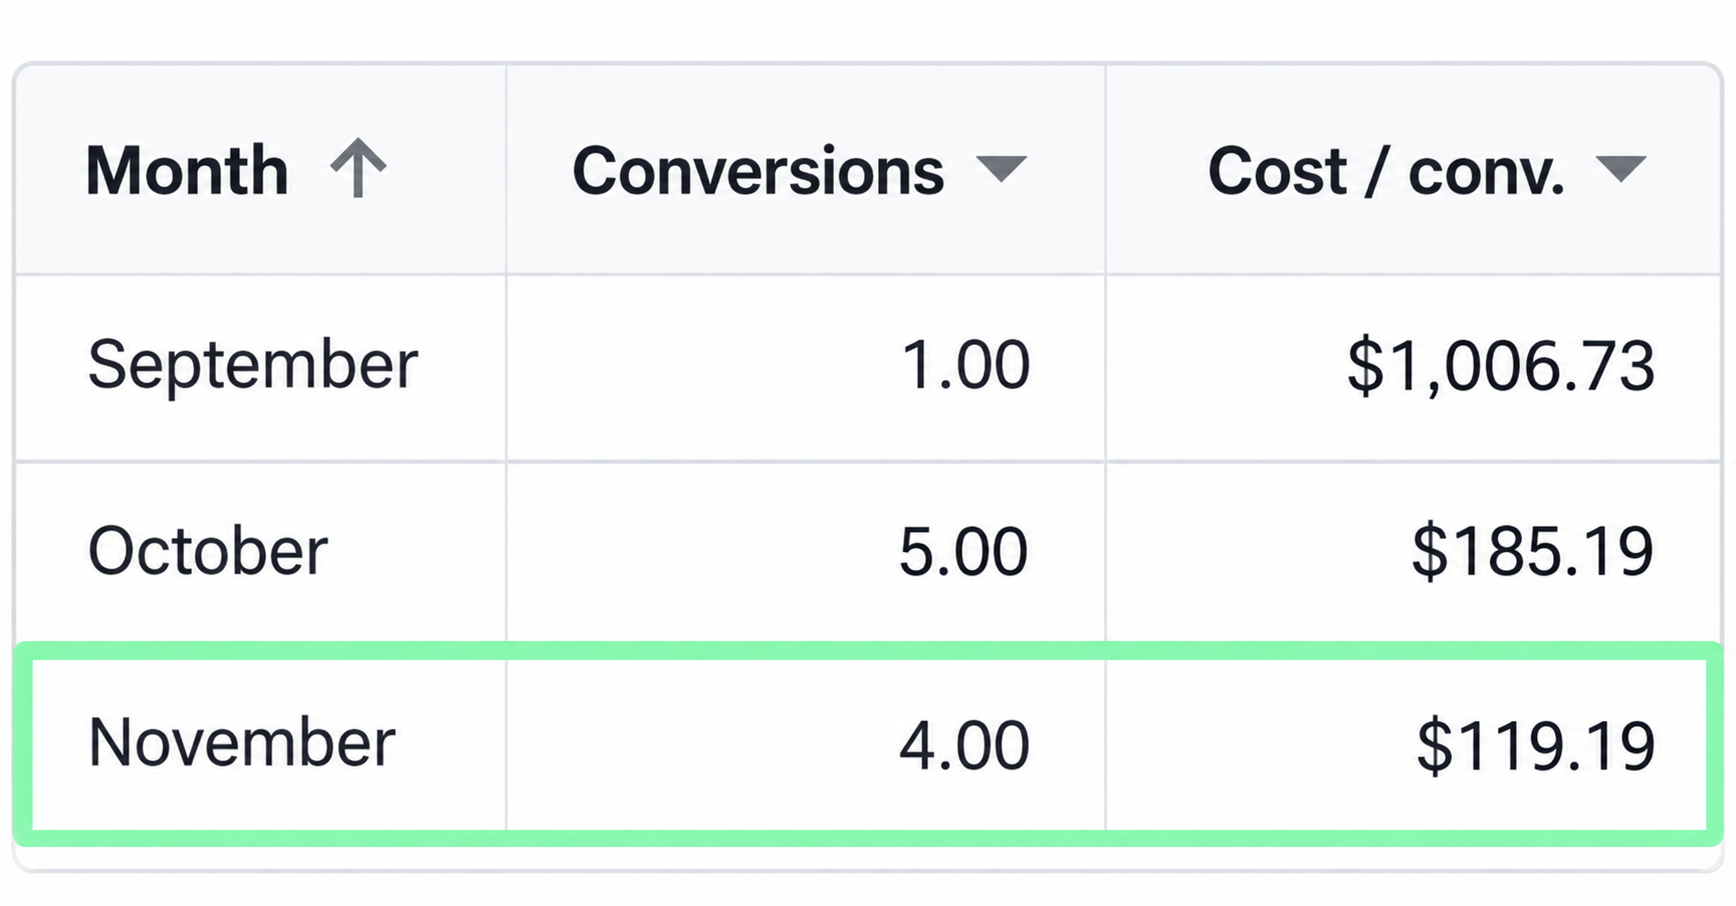 Month Conversions Cost / conv.
September 1.00 $1,006.73
October 5.00 $185.19
November 4.00 $119.19